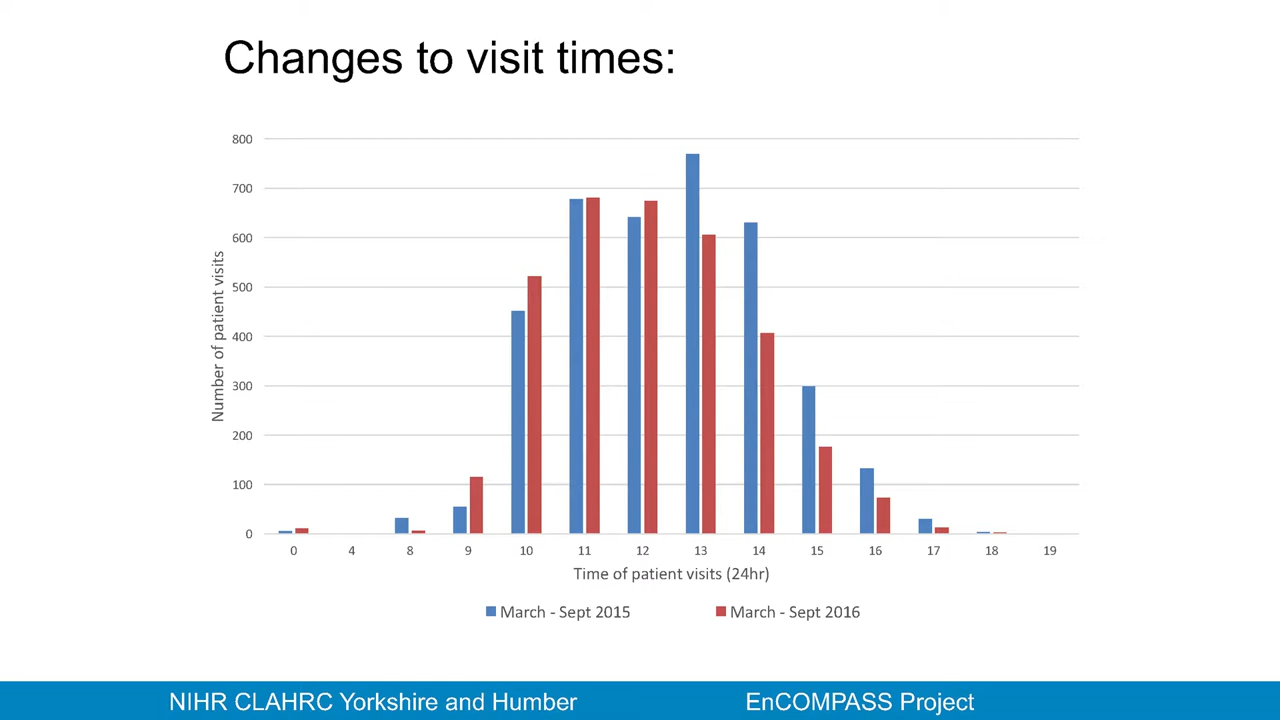 Changes to visit times:
800
700
600
500
400
300
200
100
0
Number of patient visits
0 4 8 9 10 11 12 13 14 15 16 17 18 19
Time of patient visits (24hr)
March - Sept 2015 March - Sept 2016
NIHR CLAHRC Yorkshire and Humber EnCOMPASS Project